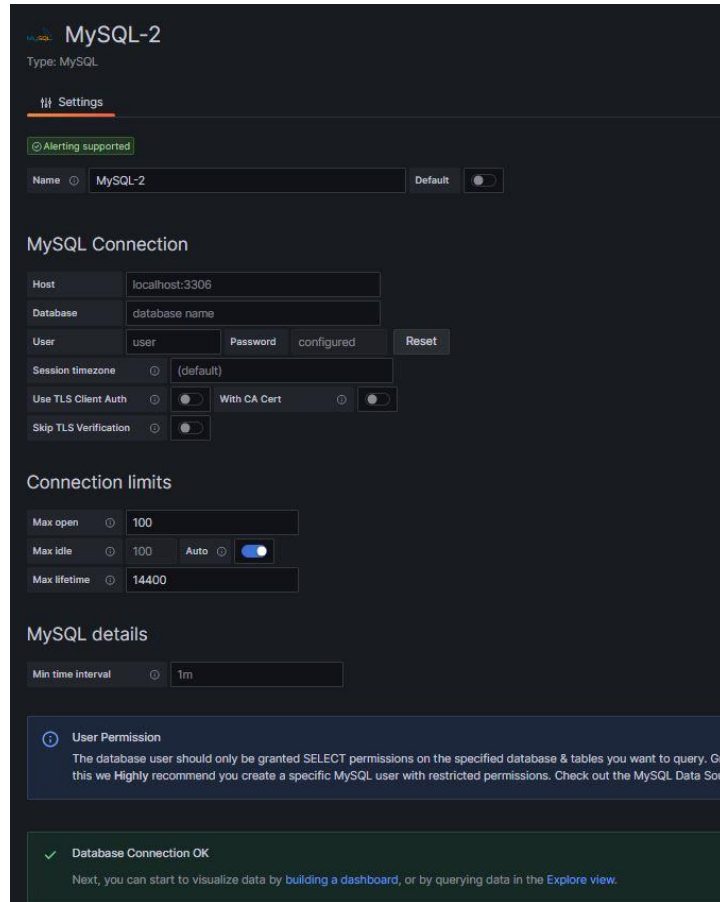 MySQL MySQL-2
Type: MySQL
Settings
Alerting supported
Name MySQL-2 Default
MySQL Connection
Host localhost:3306
Database database name
User user Password configured Reset
Session timezone (default)
Use TLS Client Auth With CA Cert
Skip TLS Verification
Connection limits
Max open 100
Max idle 100 Auto
Max lifetime 14400
MySQL details
Min time interval 1m
User Permission
The database user should only be granted SELECT permissions on the specified database & tables you want to query. G
this we Highly recommend you create a specific MySQL user with restricted permissions. Check out the MySQL Data So
Database Connection OK
Next, you can start to visualize data by building a dashboard, or by querying data in the Explore view.